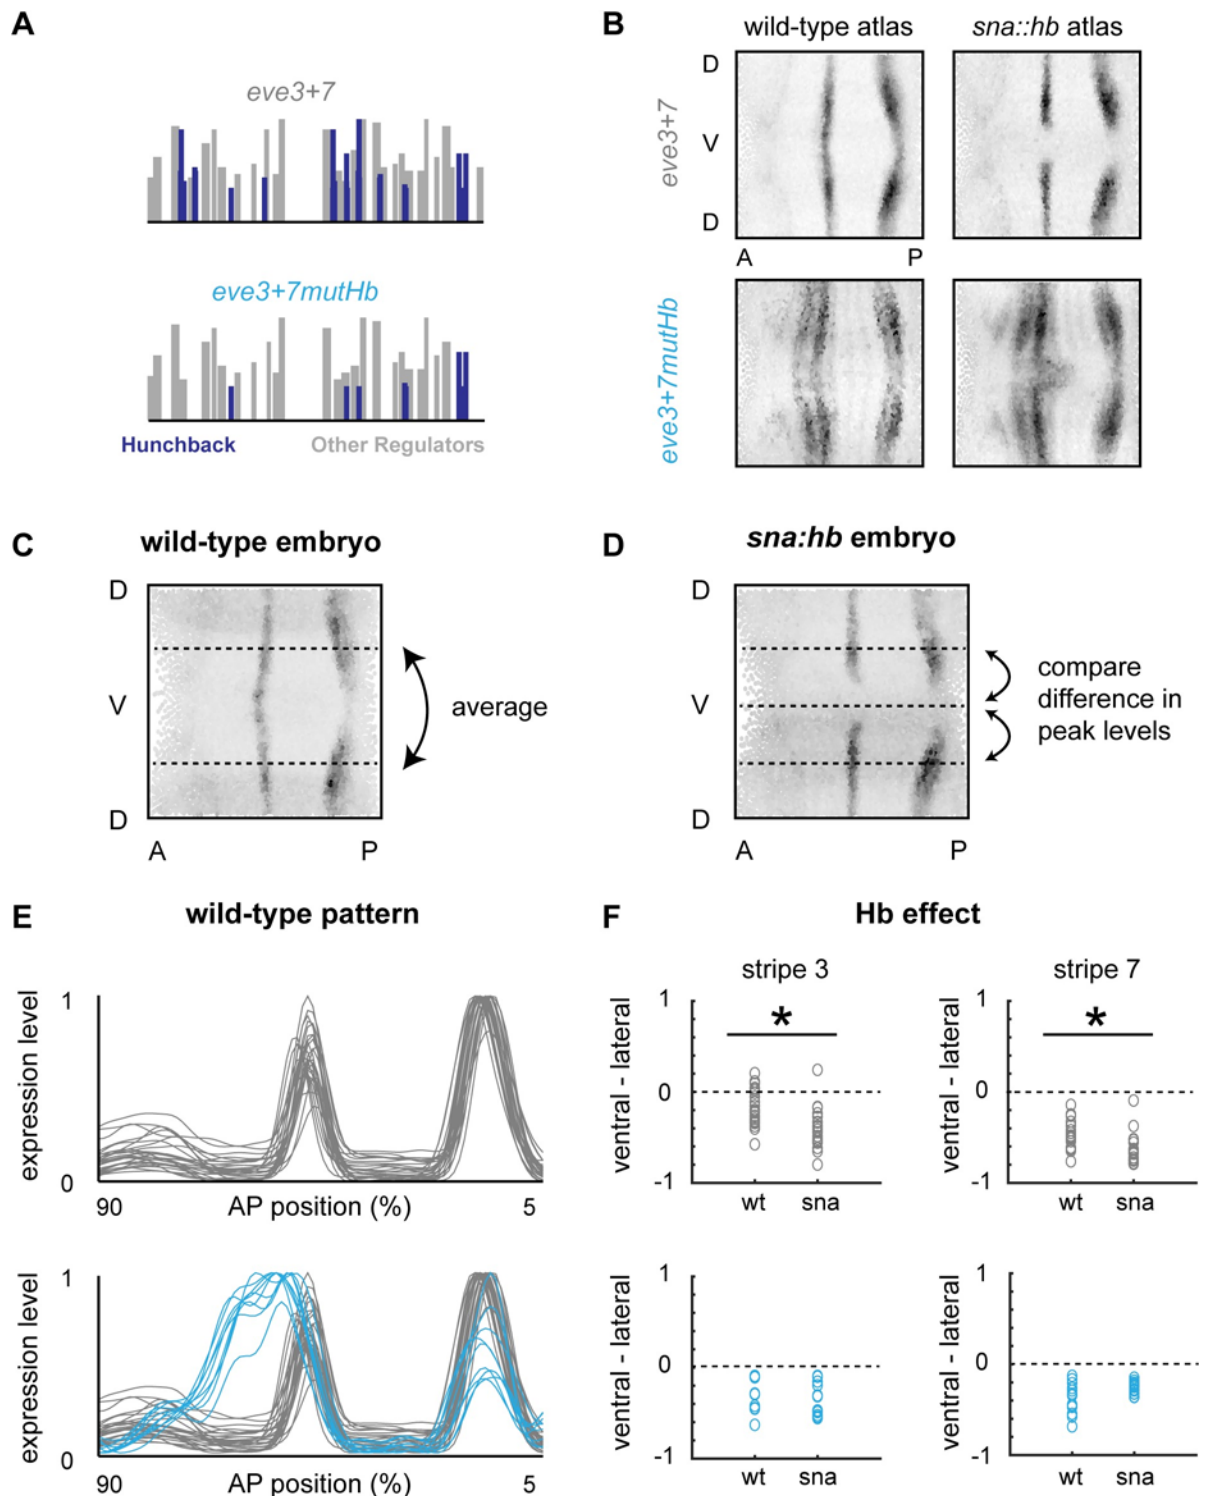 A
eve3+7
eve3+7mutHb
Hunchback
Other Regulators
B
wild-type atlas
sna::hb atlas
eve3+7
D
V
D
A
P
eve3+7mutHb
C
wild-type embryo
D
V
D
A
P
average
D
sna:hb embryo
D
V
D
A
P
compare
difference in
peak levels
E
wild-type pattern
expression level
1
0
90
AP position (%)
5
expression level
1
0
90
AP position (%)
5
F
Hb effect
stripe 3
ventral - lateral
1
0
-1
*
wt
sna
stripe 7
ventral - lateral
1
0
-1
*
wt
sna
ventral - lateral
1
0
-1
wt
sna
ventral - lateral
1
0
-1
wt
sna